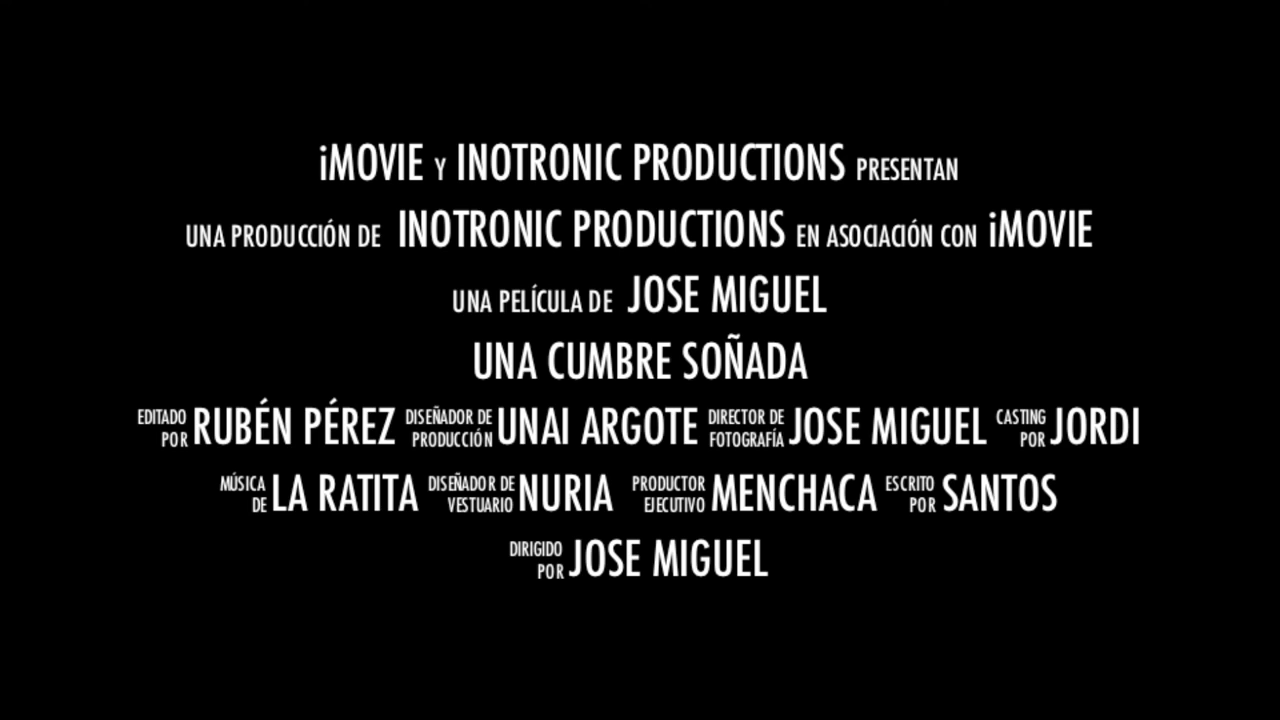 iMOVIE Y INOTRONIC PRODUCTIONS PRESENTAN
UNA PRODUCCIÓN DE INOTRONIC PRODUCTIONS EN ASOCIACIÓN CON iMOVIE
UNA PELÍCULA DE JOSE MIGUEL
UNA CUMBRE SOÑADA
EDITADO POR RUBÉN PÉREZ DISEÑADOR DE PRODUCCIÓN UNAI ARGOTE DIRECTOR DE FOTOGRAFÍA JOSE MIGUEL CASTING POR JORDI
MÚSICA DE LA RATITA DISEÑADOR DE VESTUARIO NURIA PRODUCTOR EJECUTIVO MENCHACA ESCRITO POR SANTOS
DIRIGIDO POR JOSE MIGUEL